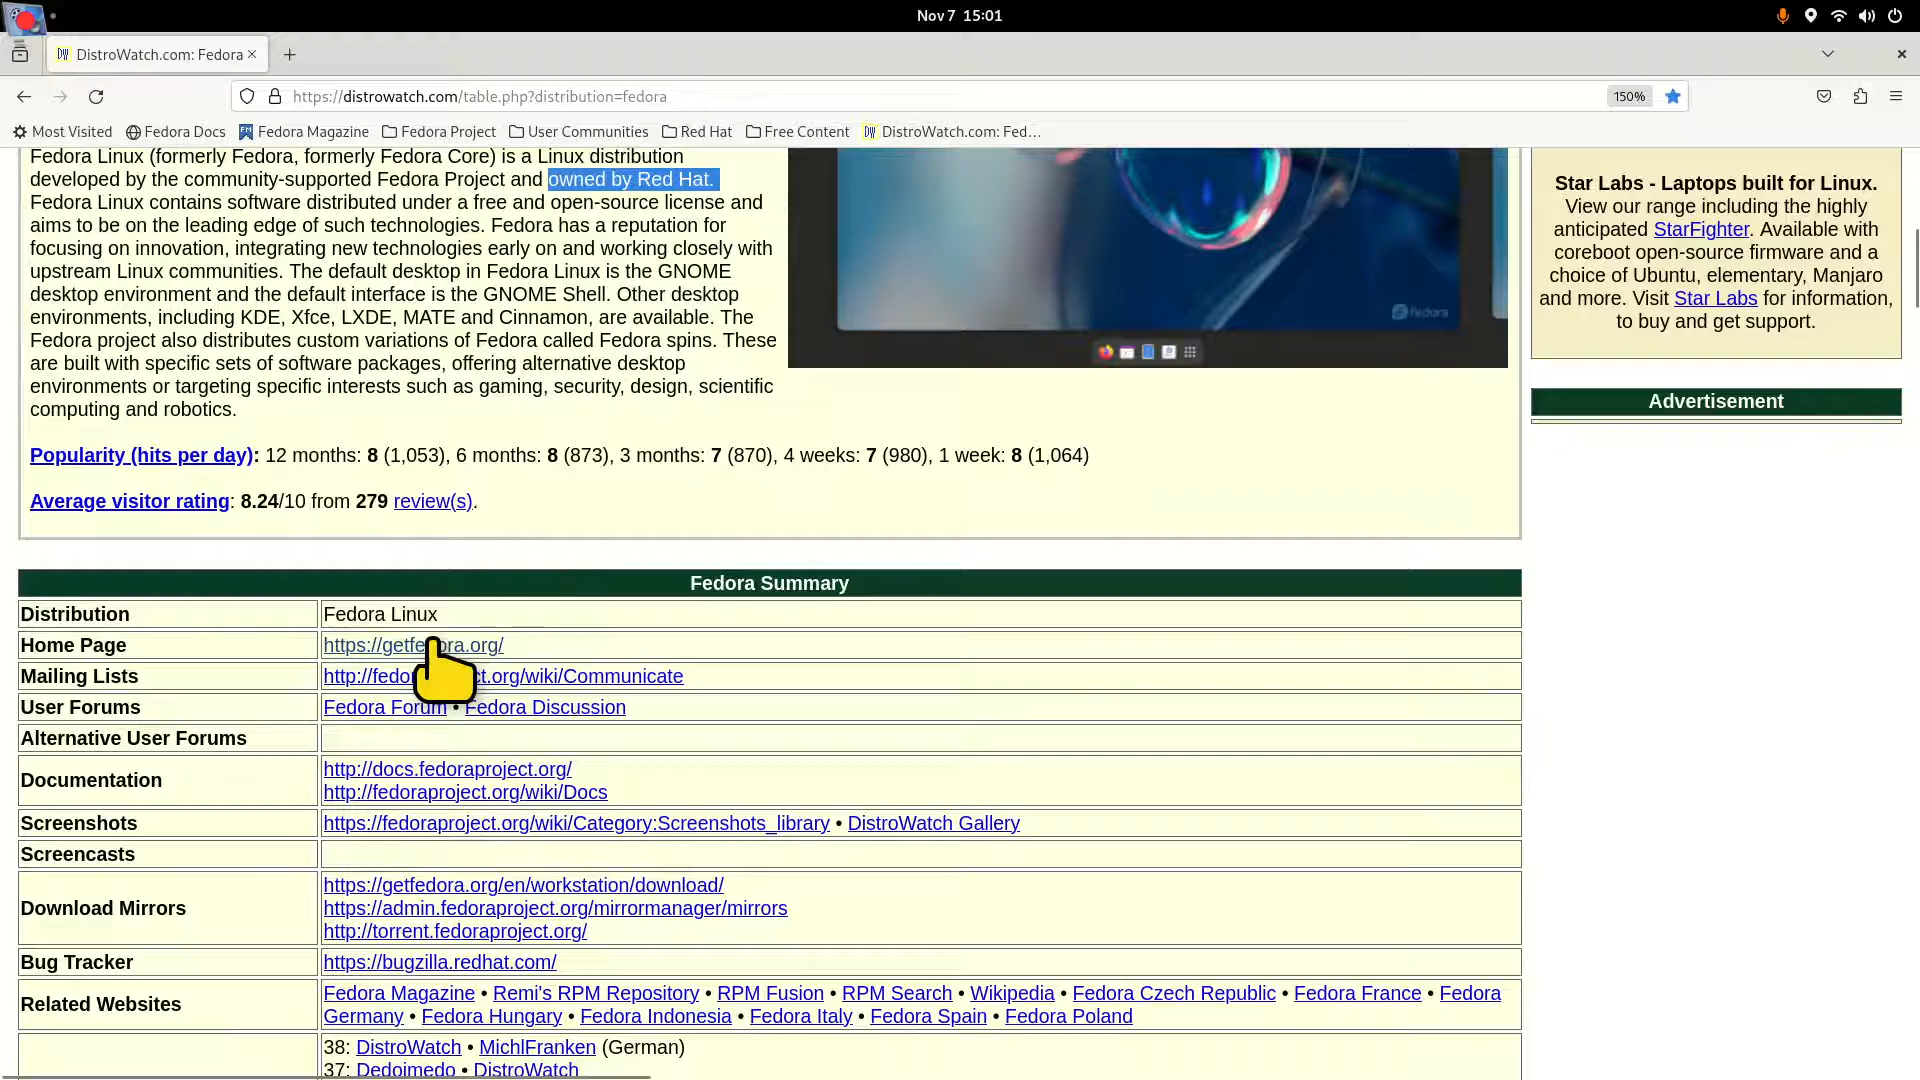 Nov 7 15:01
DistroWatch.com: Fedora
https://distrowatch.com/table.php?distribution=fedora
150%
Most Visited Fedora Docs Fedora Magazine Fedora Project User Communities Red Hat Free Content DistroWatch.com: Fed…
Fedora Linux (formerly Fedora, formerly Fedora Core) is a Linux distribution
developed by the community-supported Fedora Project and owned by Red Hat.
Fedora Linux contains software distributed under a free and open-source license and
aims to be on the leading edge of such technologies. Fedora has a reputation for
focusing on innovation, integrating new technologies early on and working closely with
upstream Linux communities. The default desktop in Fedora Linux is the GNOME
desktop environment and the default interface is the GNOME Shell. Other desktop
environments, including KDE, Xfce, LXDE, MATE and Cinnamon, are available. The
Fedora project also distributes custom variations of Fedora called Fedora spins. These
are built with specific sets of software packages, offering alternative desktop
environments or targeting specific interests such as gaming, security, design, scientific
computing and robotics.
fedora
Star Labs - Laptops built for Linux.
View our range including the highly
anticipated StarFighter. Available with
coreboot open-source firmware and a
choice of Ubuntu, elementary, Manjaro
and more. Visit Star Labs for information,
to buy and get support.
Advertisement
Popularity (hits per day): 12 months: 8 (1,053), 6 months: 8 (873), 3 months: 7 (870), 4 weeks: 7 (980), 1 week: 8 (1,064)
Average visitor rating: 8.24/10 from 279 review(s).
Fedora Summary
Distribution Fedora Linux
Home Page https://getfedora.org/
Mailing Lists http://fedoraproject.org/wiki/Communicate
User Forums Fedora Forum • Fedora Discussion
Alternative User Forums
Documentation
http://docs.fedoraproject.org/
http://fedoraproject.org/wiki/Docs
Screenshots https://fedoraproject.org/wiki/Category:Screenshots_library • DistroWatch Gallery
Screencasts
Download Mirrors
https://getfedora.org/en/workstation/download/
https://admin.fedoraproject.org/mirrormanager/mirrors
http://torrent.fedoraproject.org/
Bug Tracker https://bugzilla.redhat.com/
Related Websites
Fedora Magazine • Remi's RPM Repository • RPM Fusion • RPM Search • Wikipedia • Fedora Czech Republic • Fedora France • Fedora
Germany • Fedora Hungary • Fedora Indonesia • Fedora Italy • Fedora Spain • Fedora Poland
38: DistroWatch • MichlFranken (German)
37: Dedoimedo • DistroWatch